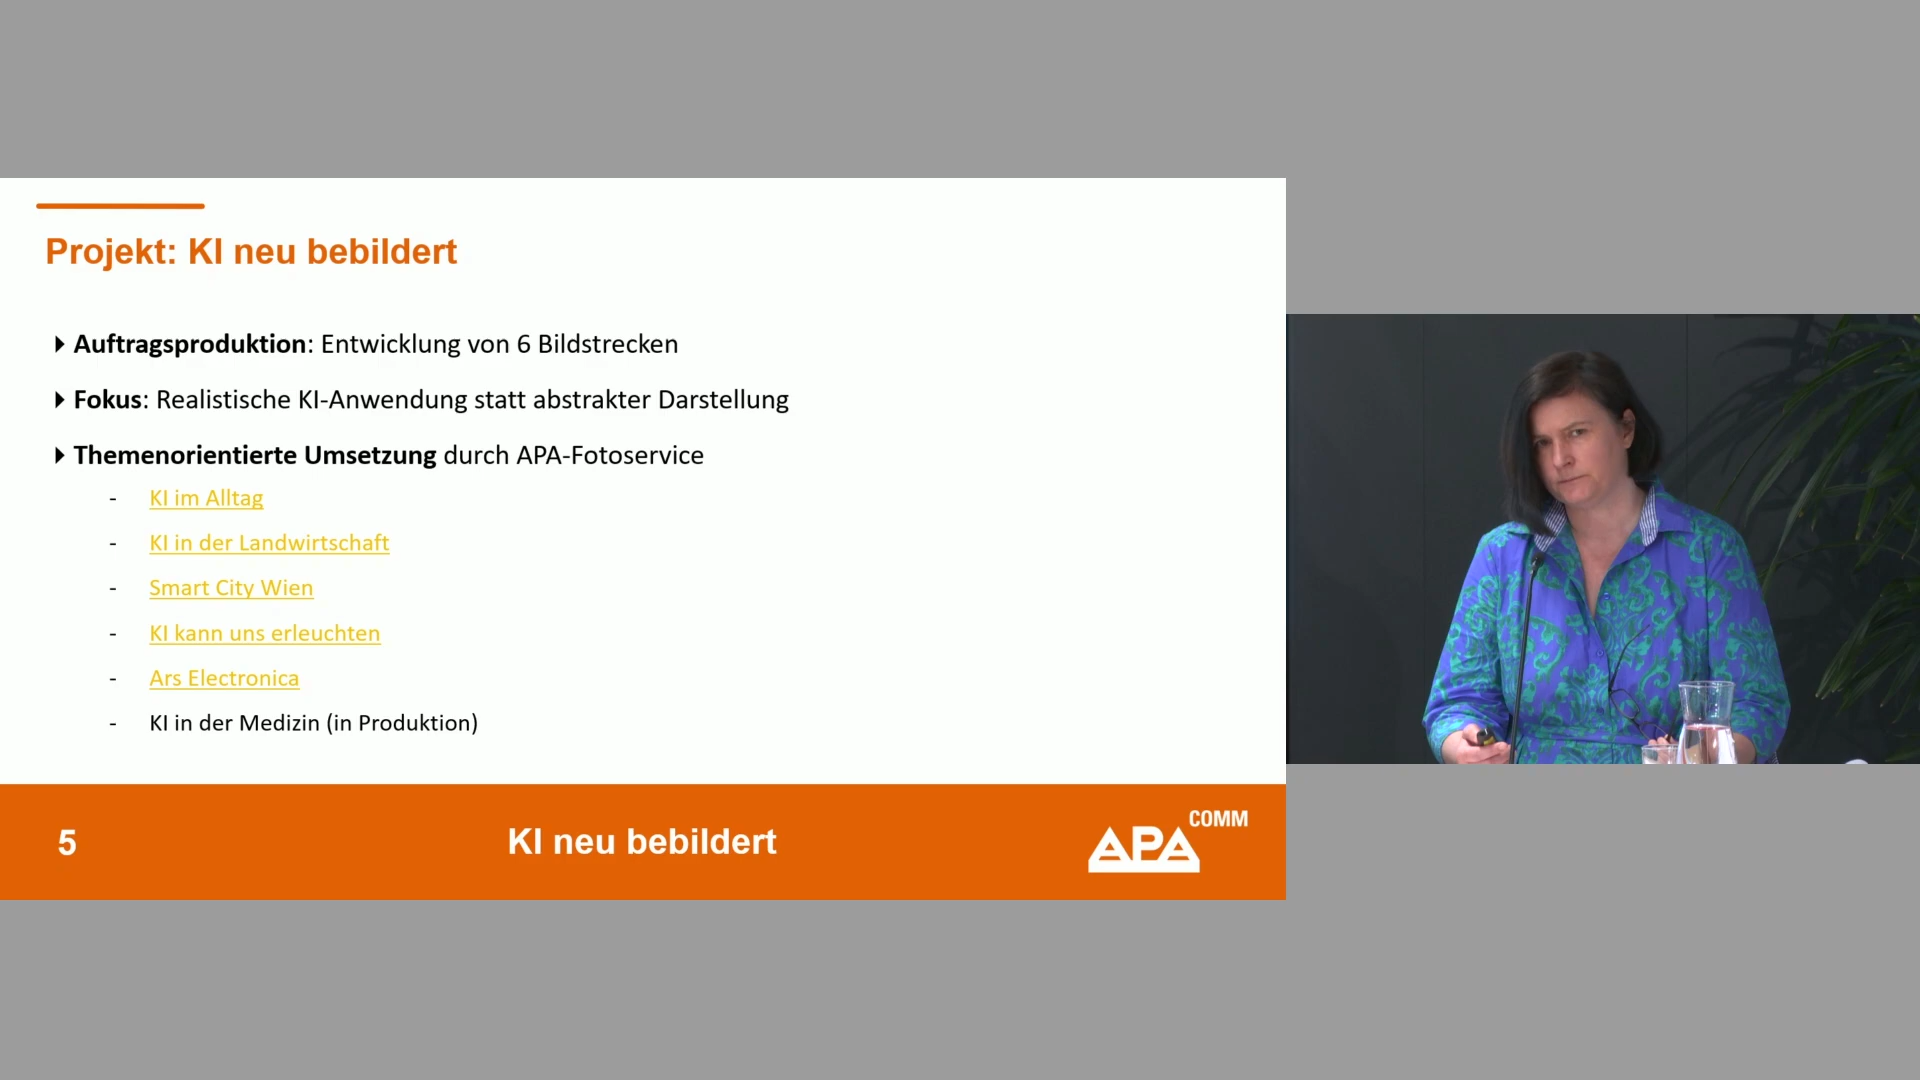 Projekt: KI neu bebildert
Auftragsproduktion: Entwicklung von 6 Bildstrecken
Fokus: Realistische KI-Anwendung statt abstrakter Darstellung
Themenorientierte Umsetzung durch APA-Fotoservice
- KI im Alltag
- KI in der Landwirtschaft
- Smart City Wien
- KI kann uns erleuchten
- Ars Electronica
- KI in der Medizin (in Produktion)
5
KI neu bebildert
APA COMM